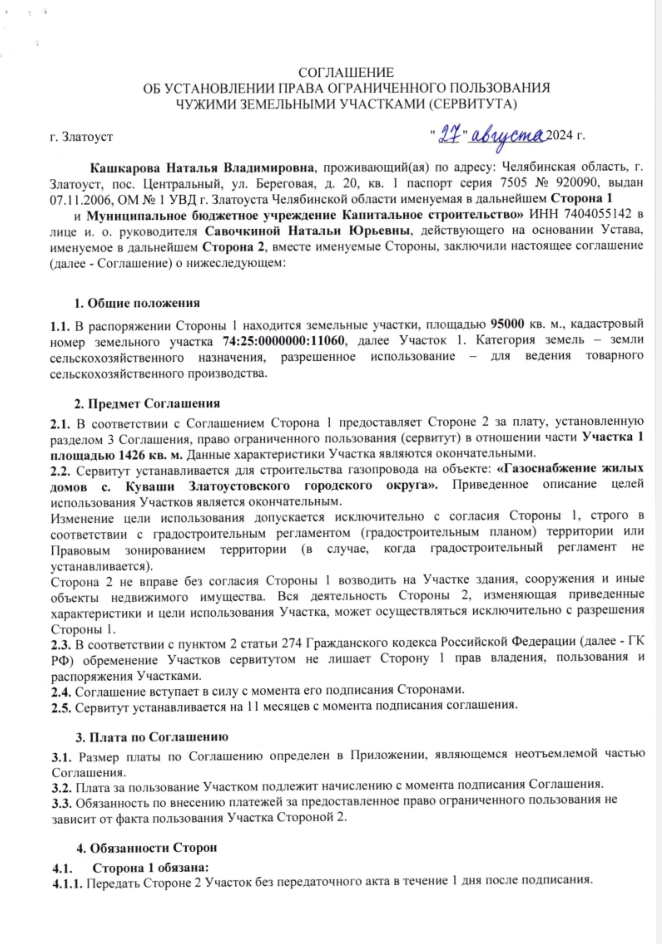 СОГЛАШЕНИЕ
ОБ УСТАНОВЛЕНИИ ПРАВА ОГРАНИЧЕННОГО ПОЛЬЗОВАНИЯ
ЧУЖИМИ ЗЕМЕЛЬНЫМИ УЧАСТКАМИ (СЕРВИТУТА)
г. Златоуст "27" августа 2024 г.
Кашкарова Наталья Владимировна, проживающий(ая) по адресу: Челябинская область, г.
Златоуст, пос. Центральный, ул. Береговая, д. 20, кв. 1 паспорт серия 7505 № 920090, выдан
07.11.2006, ОМ № 1 УВД г. Златоуста Челябинской области именуемая в дальнейшем Сторона 1
и Муниципальное бюджетное учреждение Капитальное строительство» ИНН 7404055142 в
лице и. о. руководителя Савочкиной Натальи Юрьевны, действующего на основании Устава,
именуемое в дальнейшем Сторона 2, вместе именуемые Стороны, заключили настоящее соглашение
(далее - Соглашение) о нижеследующем:
1. Общие положения
1.1. В распоряжении Стороны 1 находится земельные участки, площадью 95000 кв. м., кадастровый
номер земельного участка 74:25:0000000:11060, далее Участок 1. Категория земель – земли
сельскохозяйственного назначения, разрешенное использование – для ведения товарного
сельскохозяйственного производства.
2. Предмет Соглашения
2.1. В соответствии с Соглашением Сторона 1 предоставляет Стороне 2 за плату, установленную
разделом 3 Соглашения, право ограниченного пользования (сервитут) в отношении части Участка 1
площадью 1426 кв. м. Данные характеристики Участка являются окончательными.
2.2. Сервитут устанавливается для строительства газопровода на объекте: «Газоснабжение жилых
домов с. Куваши Златоустовского городского округа». Приведенное описание целей
использования Участков является окончательным.
Изменение цели использования допускается исключительно с согласия Стороны 1, строго в
соответствии с градостроительным регламентом (градостроительным планом) территории или
Правовым зонированием территории (в случае, когда градостроительный регламент не
устанавливается).
Сторона 2 не вправе без согласия Стороны 1 возводить на Участке здания, сооружения и иные
объекты недвижимого имущества. Вся деятельность Стороны 2, изменяющая приведенные
характеристики и цели использования Участка, может осуществляться исключительно с разрешения
Стороны 1.
2.3. В соответствии с пунктом 2 статьи 274 Гражданского кодекса Российской Федерации (далее - ГК
РФ) обременение Участков сервитутом не лишает Сторону 1 прав владения, пользования и
распоряжения Участками.
2.4. Соглашение вступает в силу с момента его подписания Сторонами.
2.5. Сервитут устанавливается на 11 месяцев с момента подписания соглашения.
3. Плата по Соглашению
3.1. Размер платы по Соглашению определен в Приложении, являющемся неотъемлемой частью
Соглашения.
3.2. Плата за пользование Участком подлежит начислению с момента подписания Соглашения.
3.3. Обязанность по внесению платежей за предоставленное право ограниченного пользования не
зависит от факта пользования Участка Стороной 2.
4. Обязанности Сторон
4.1. Сторона 1 обязана:
4.1.1. Передать Стороне 2 Участок без передаточного акта в течение 1 дня после подписания.